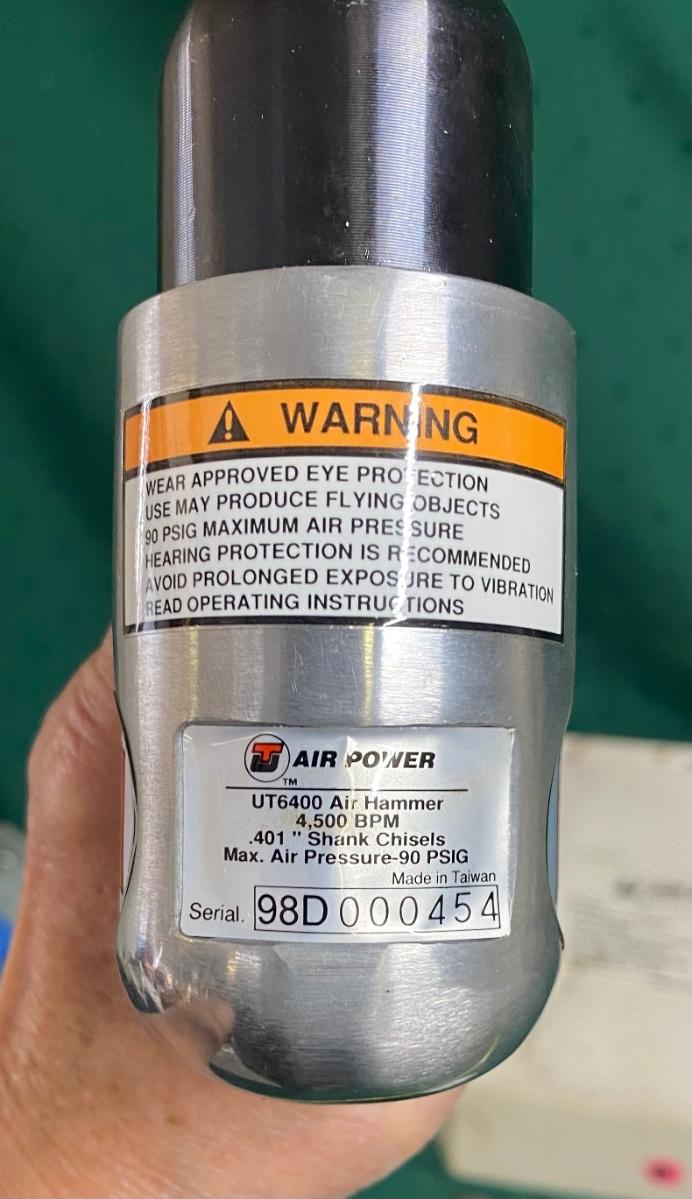 WARNING
WEAR APPROVED EYE PROTECTION
USE MAY PRODUCE FLYING OBJECTS
90 PSIG MAXIMUM AIR PRESSURE
HEARING PROTECTION IS RECOMMENDED
AVOID PROLONGED EXPOSURE TO VIBRATION
READ OPERATING INSTRUCTIONS
UT AIR POWER
TM
UT6400 Air Hammer
4,500 BPM
.401 " Shank Chisels
Max. Air Pressure-90 PSIG
Made in Taiwan
Serial. 98D000454